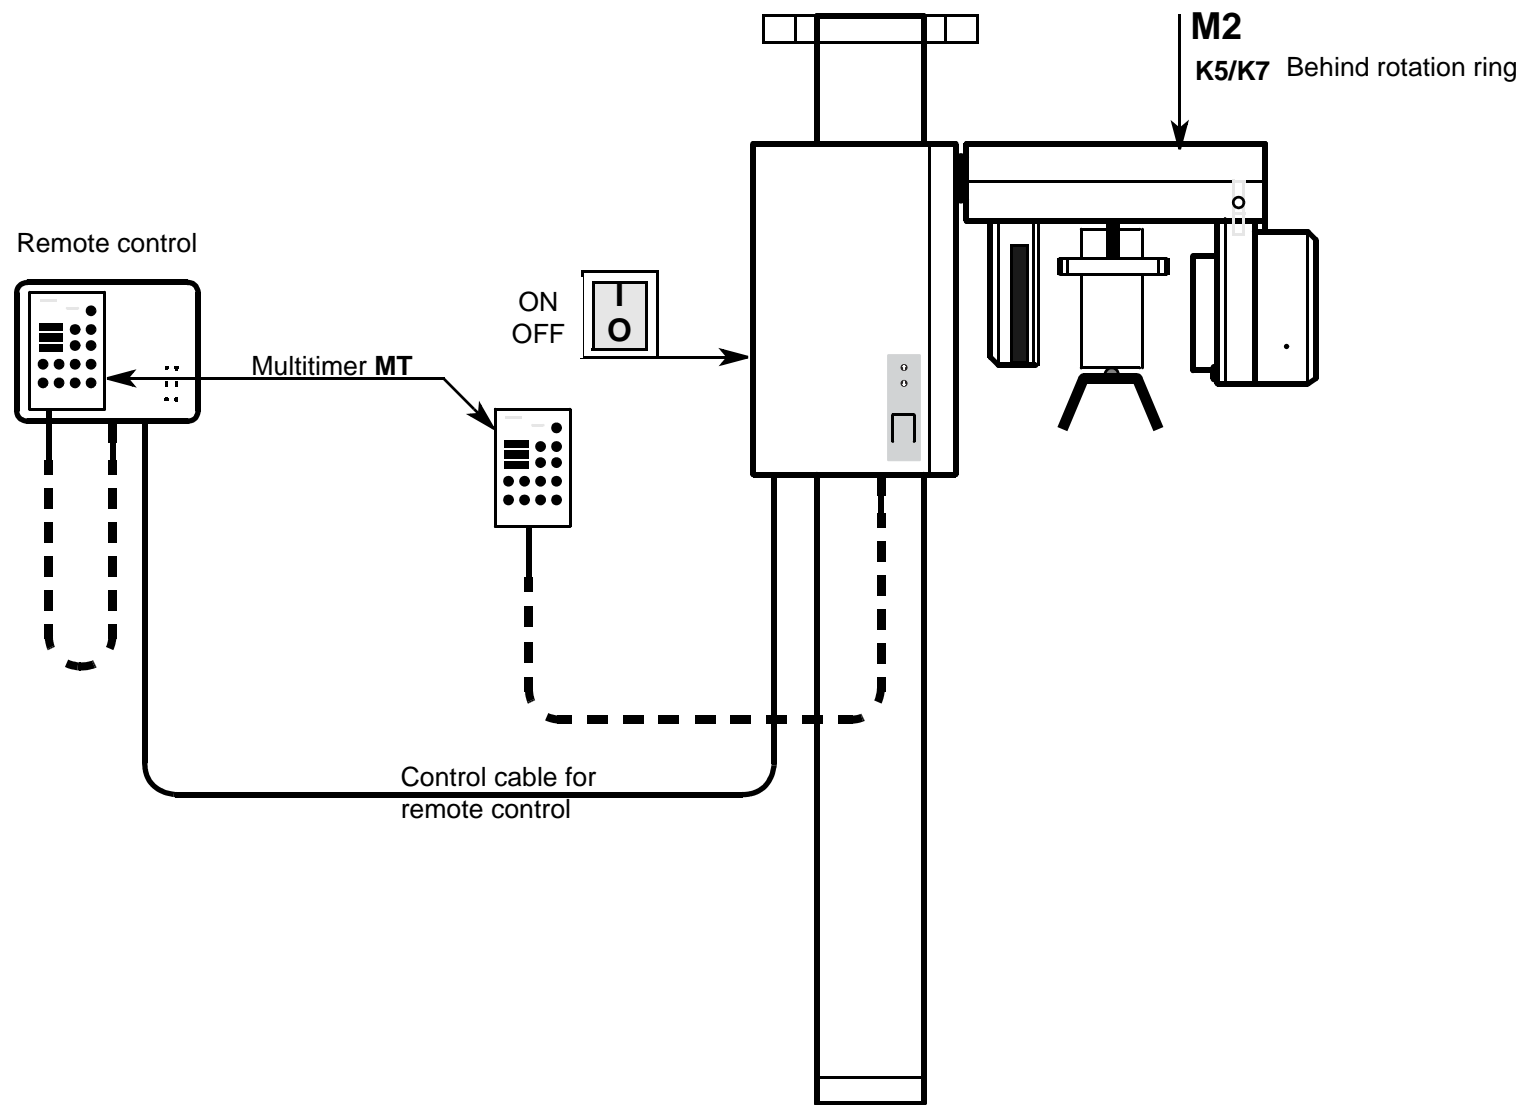 M2
K5/K7 Behind rotation ring
Remote control
ON
OFF
I
O
Multitimer MT
Control cable for
remote control